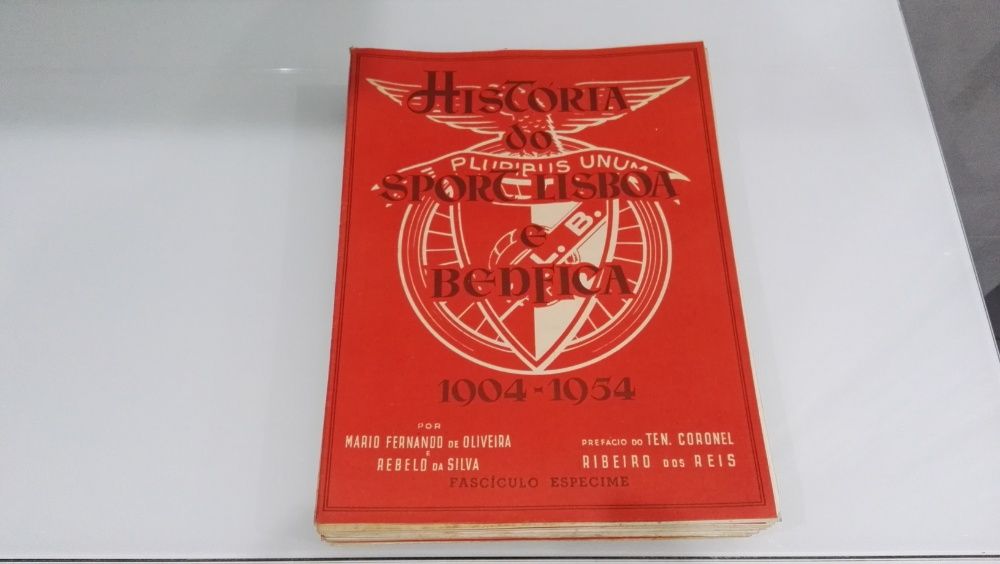 HISTÓRIA
do
PLURIBUS UNUM
SPORT LISBOA
e
L. B.
BENFICA
1904-1954
POR
MARIO FERNANDO DE OLIVEIRA
E
REBELO DA SILVA
PREFÁCIO DO TEN. CORONEL
RIBEIRO DOS REIS
FASCÍCULO ESPECIME